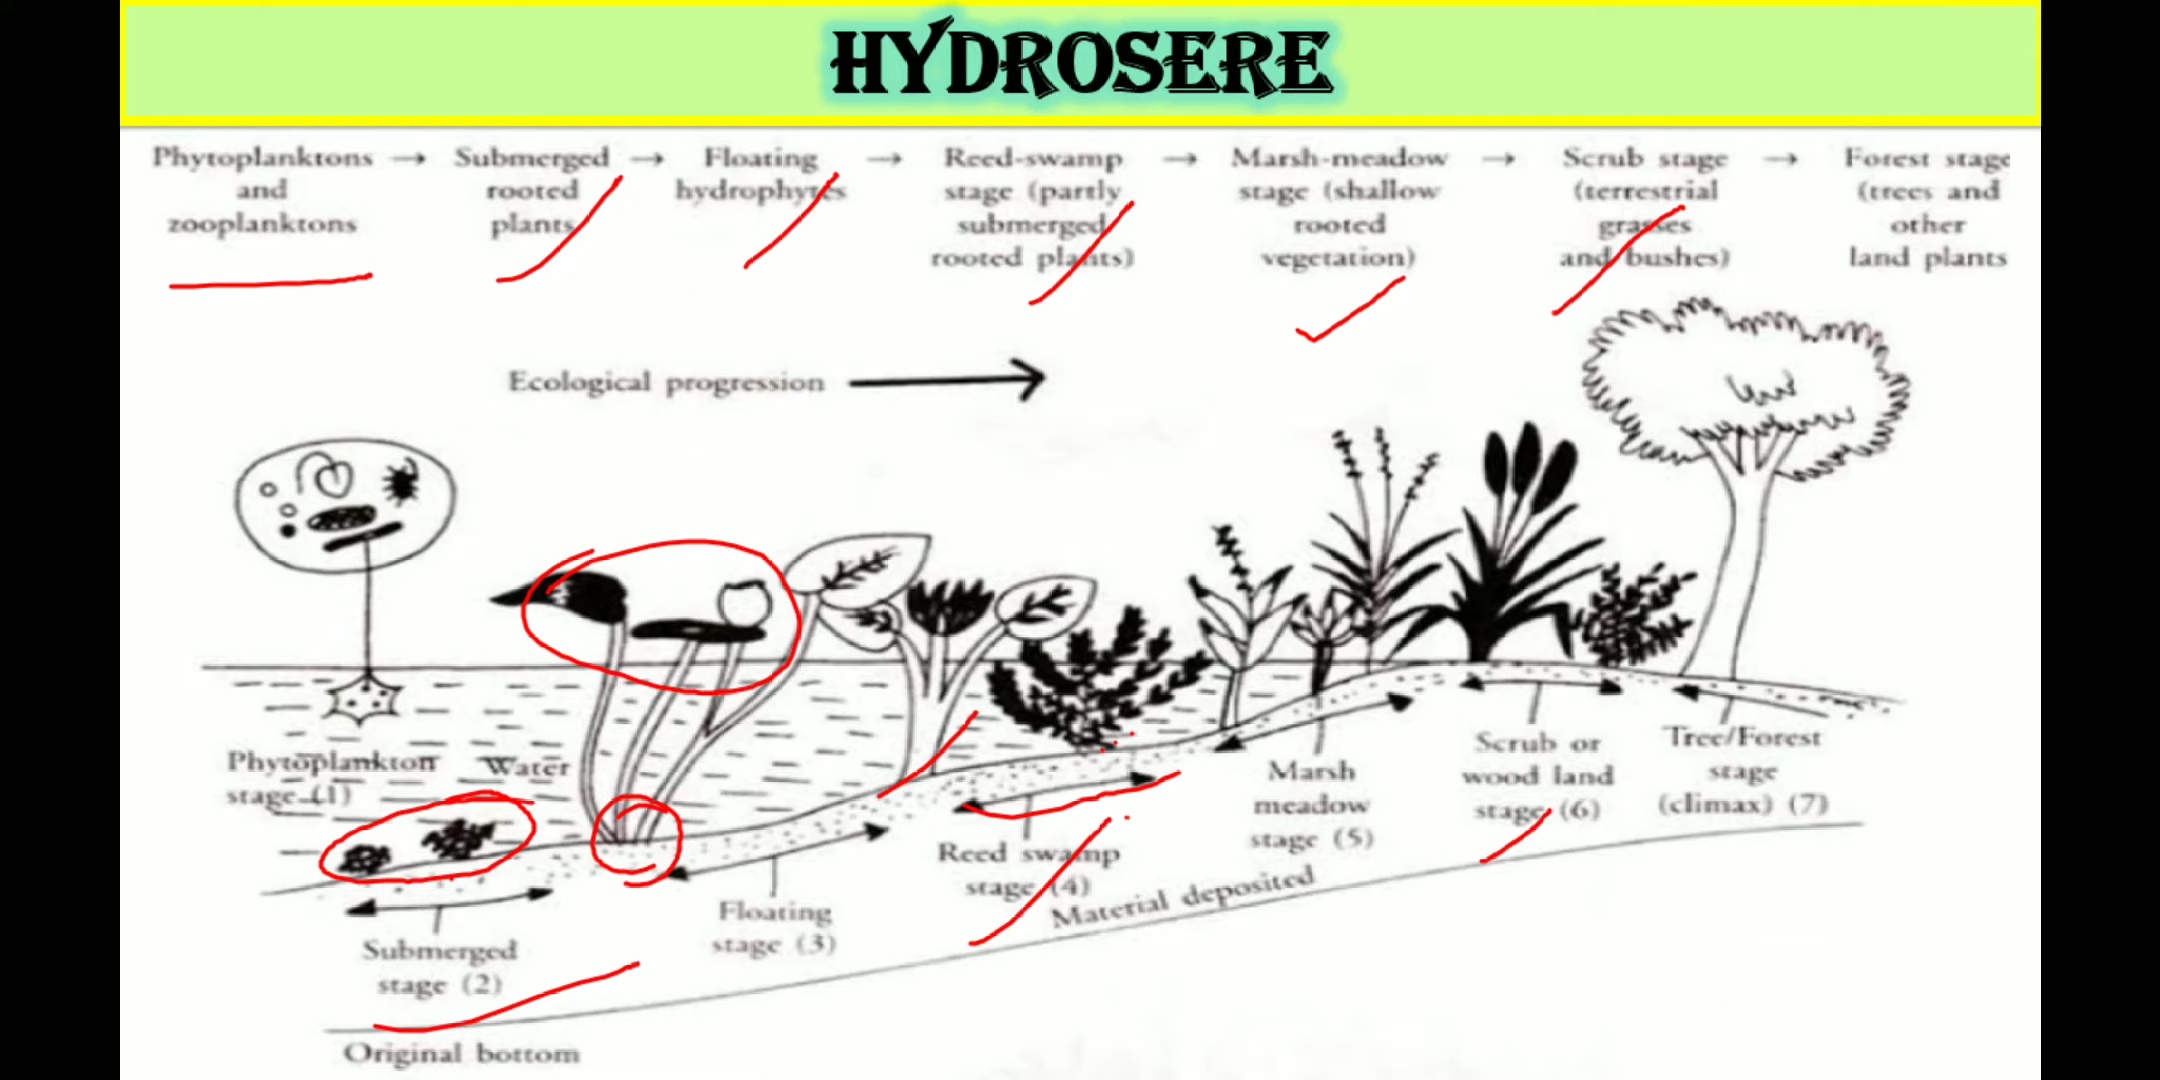 HYDROSERE
Phytoplanktons → Submerged → Floating → Reed-swamp → Marsh-meadow → Scrub stage → Forest stage
and rooted hydrophytes stage (partly stage (shallow (terrestrial (trees and
zooplanktons plants submerged rooted grasses other
rooted plants) vegetation) and bushes) land plants
Ecological progression
Phytoplankton Water
stage (1)
Scrub or Tree/Forest
wood land stage
stage (6) (climax) (7)
Marsh
meadow
stage (5)
Reed swamp
stage (4)
Material deposited
Floating
stage (3)
Submerged
stage (2)
Original bottom